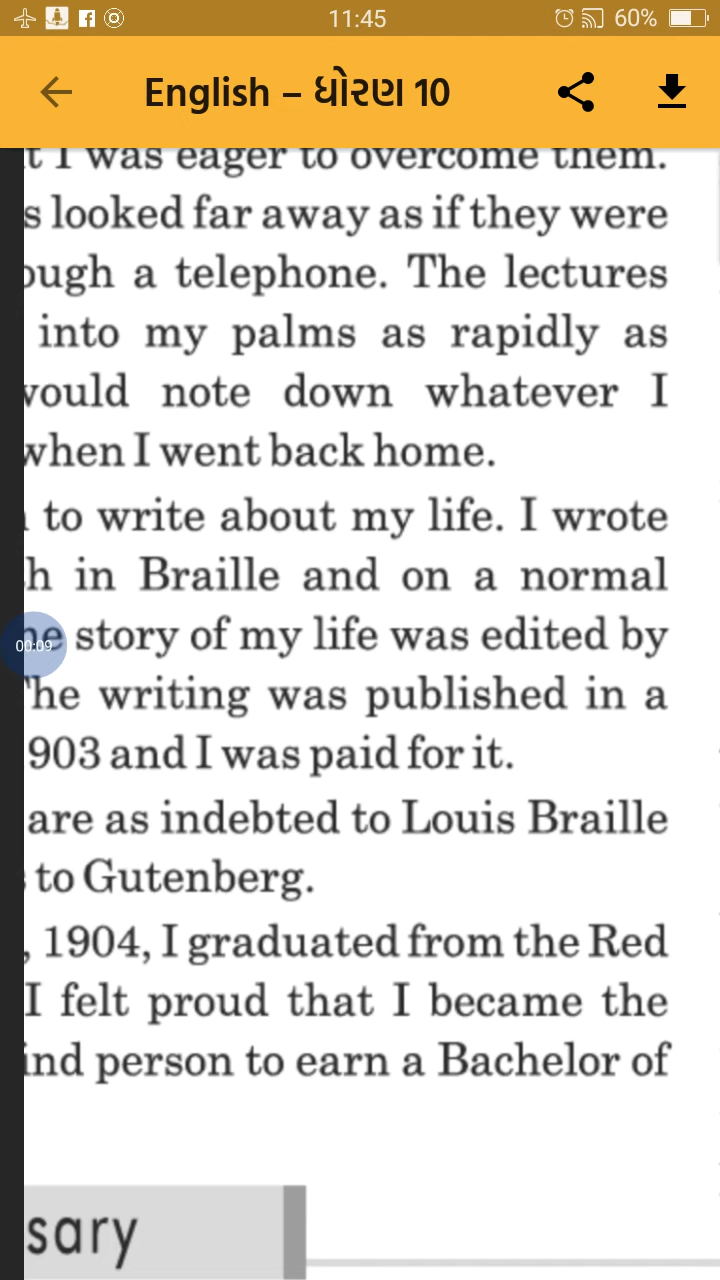 11:45 60%
English – ધોરણ 10
t I was eager to overcome them.
s looked far away as if they were
ough a telephone. The lectures
into my palms as rapidly as
would note down whatever I
when I went back home.
to write about my life. I wrote
h in Braille and on a normal
he story of my life was edited by
00:09
The writing was published in a
903 and I was paid for it.
are as indebted to Louis Braille
to Gutenberg.
, 1904, I graduated from the Red
I felt proud that I became the
ind person to earn a Bachelor of
sary